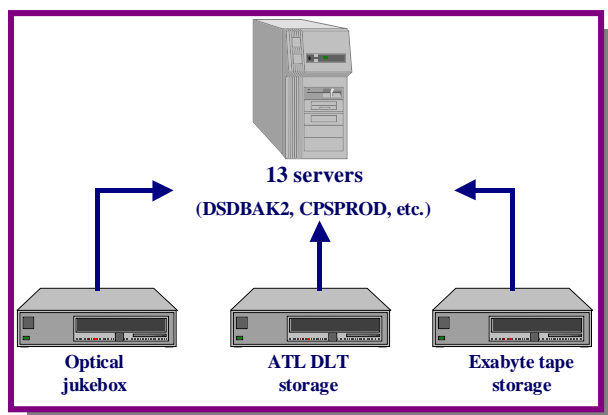 13 servers
(DSDBAK2, CPSPROD, etc.)
Optical
jukebox
ATL DLT
storage
Exabyte tape
storage